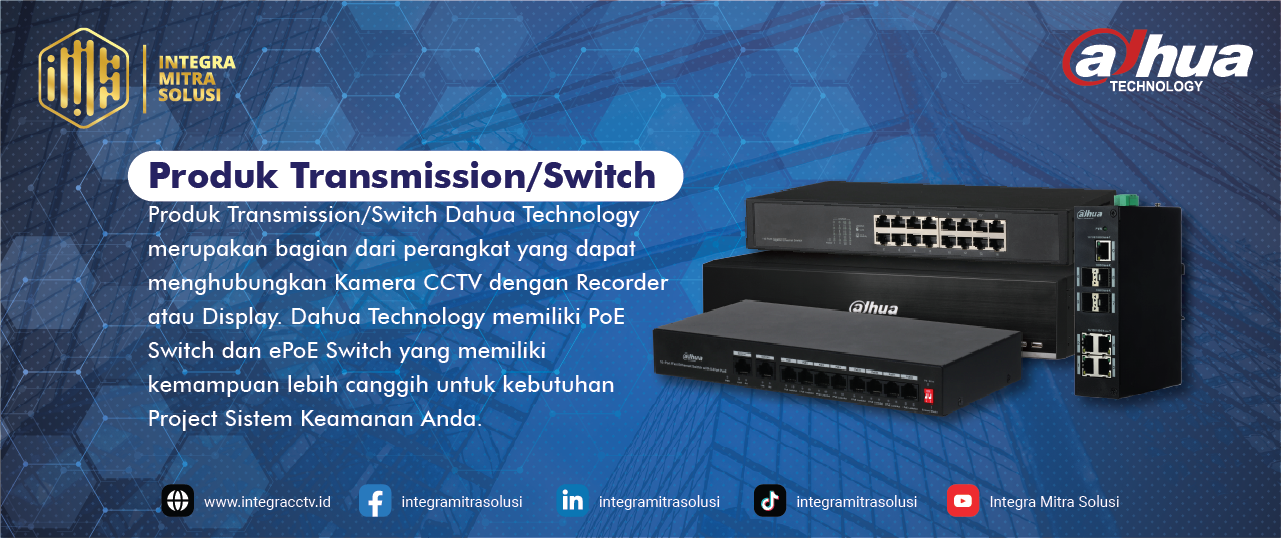 INTEGRA
MITRA
SOLUSI
alhua
TECHNOLOGY
Produk Transmission/Switch
Produk Transmission/Switch Dahua Technology
merupakan bagian dari perangkat yang dapat
menghubungkan Kamera CCTV dengan Recorder
atau Display. Dahua Technology memiliki PoE
Switch dan ePoE Switch yang memiliki
kemampuan lebih canggih untuk kebutuhan
Project Sistem Keamanan Anda.
alhua
alhua
alhua
www.integracctv.id
integramitrasolusi
integramitrasolusi
integramitrasolusi
Integra Mitra Solusi